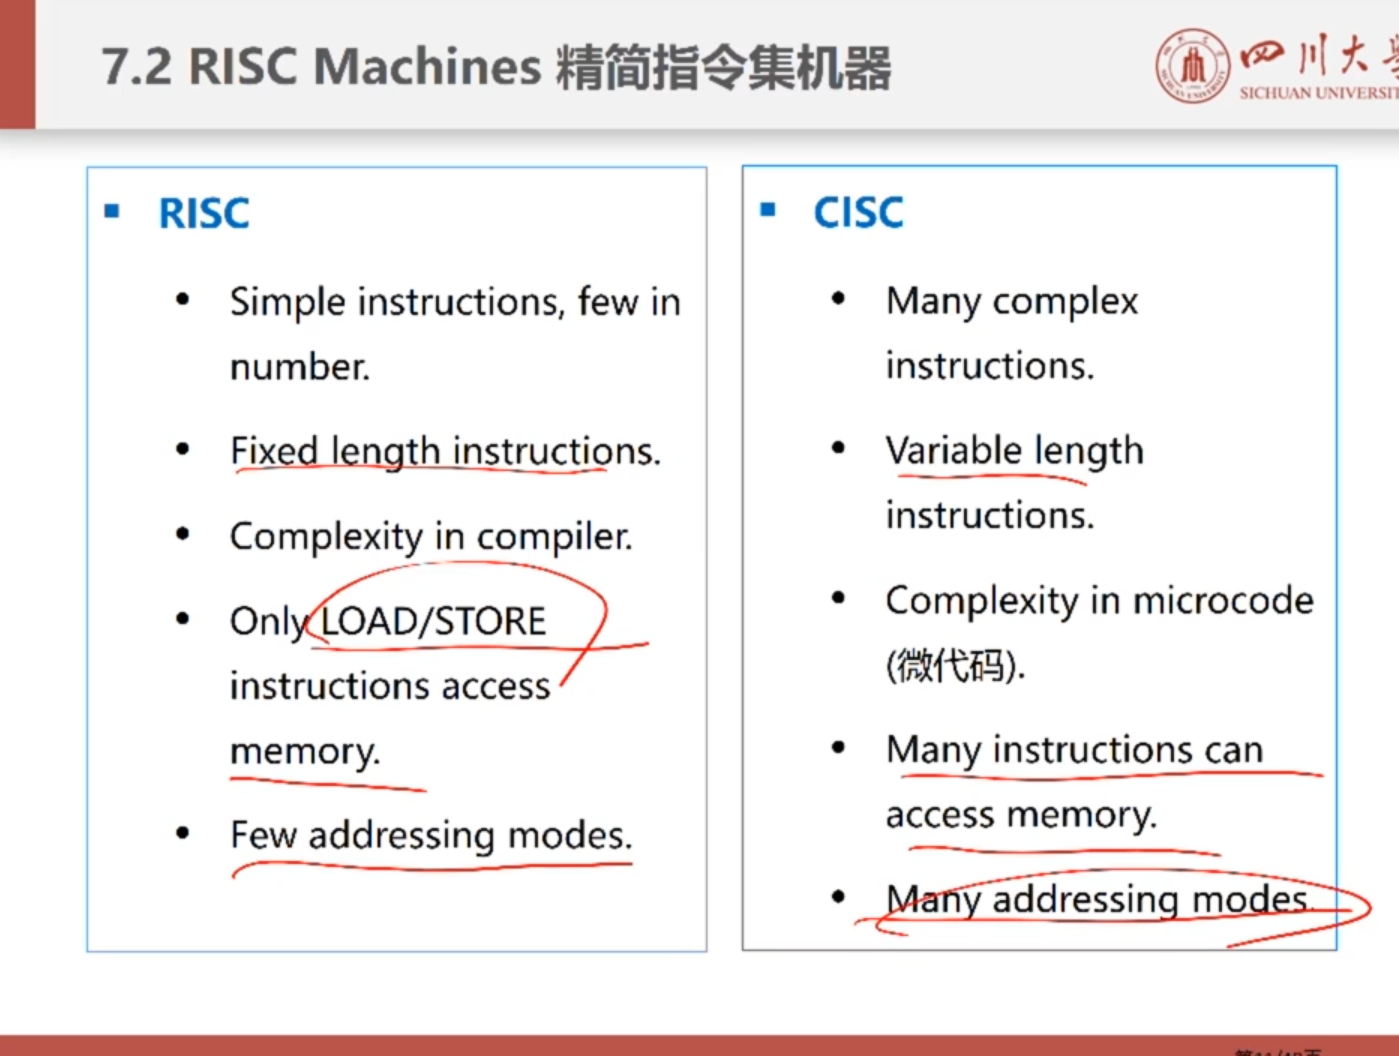 7.2 RISC Machines 精简指令集机器
四川大
SICHUAN UNIVERSIT
RISC
Simple instructions, few in
number.
Fixed length instructions.
Complexity in compiler.
Only LOAD/STORE
instructions access
memory.
Few addressing modes.
CISC
Many complex
instructions.
Variable length
instructions.
Complexity in microcode
(微代码).
Many instructions can
access memory.
Many addressing modes.